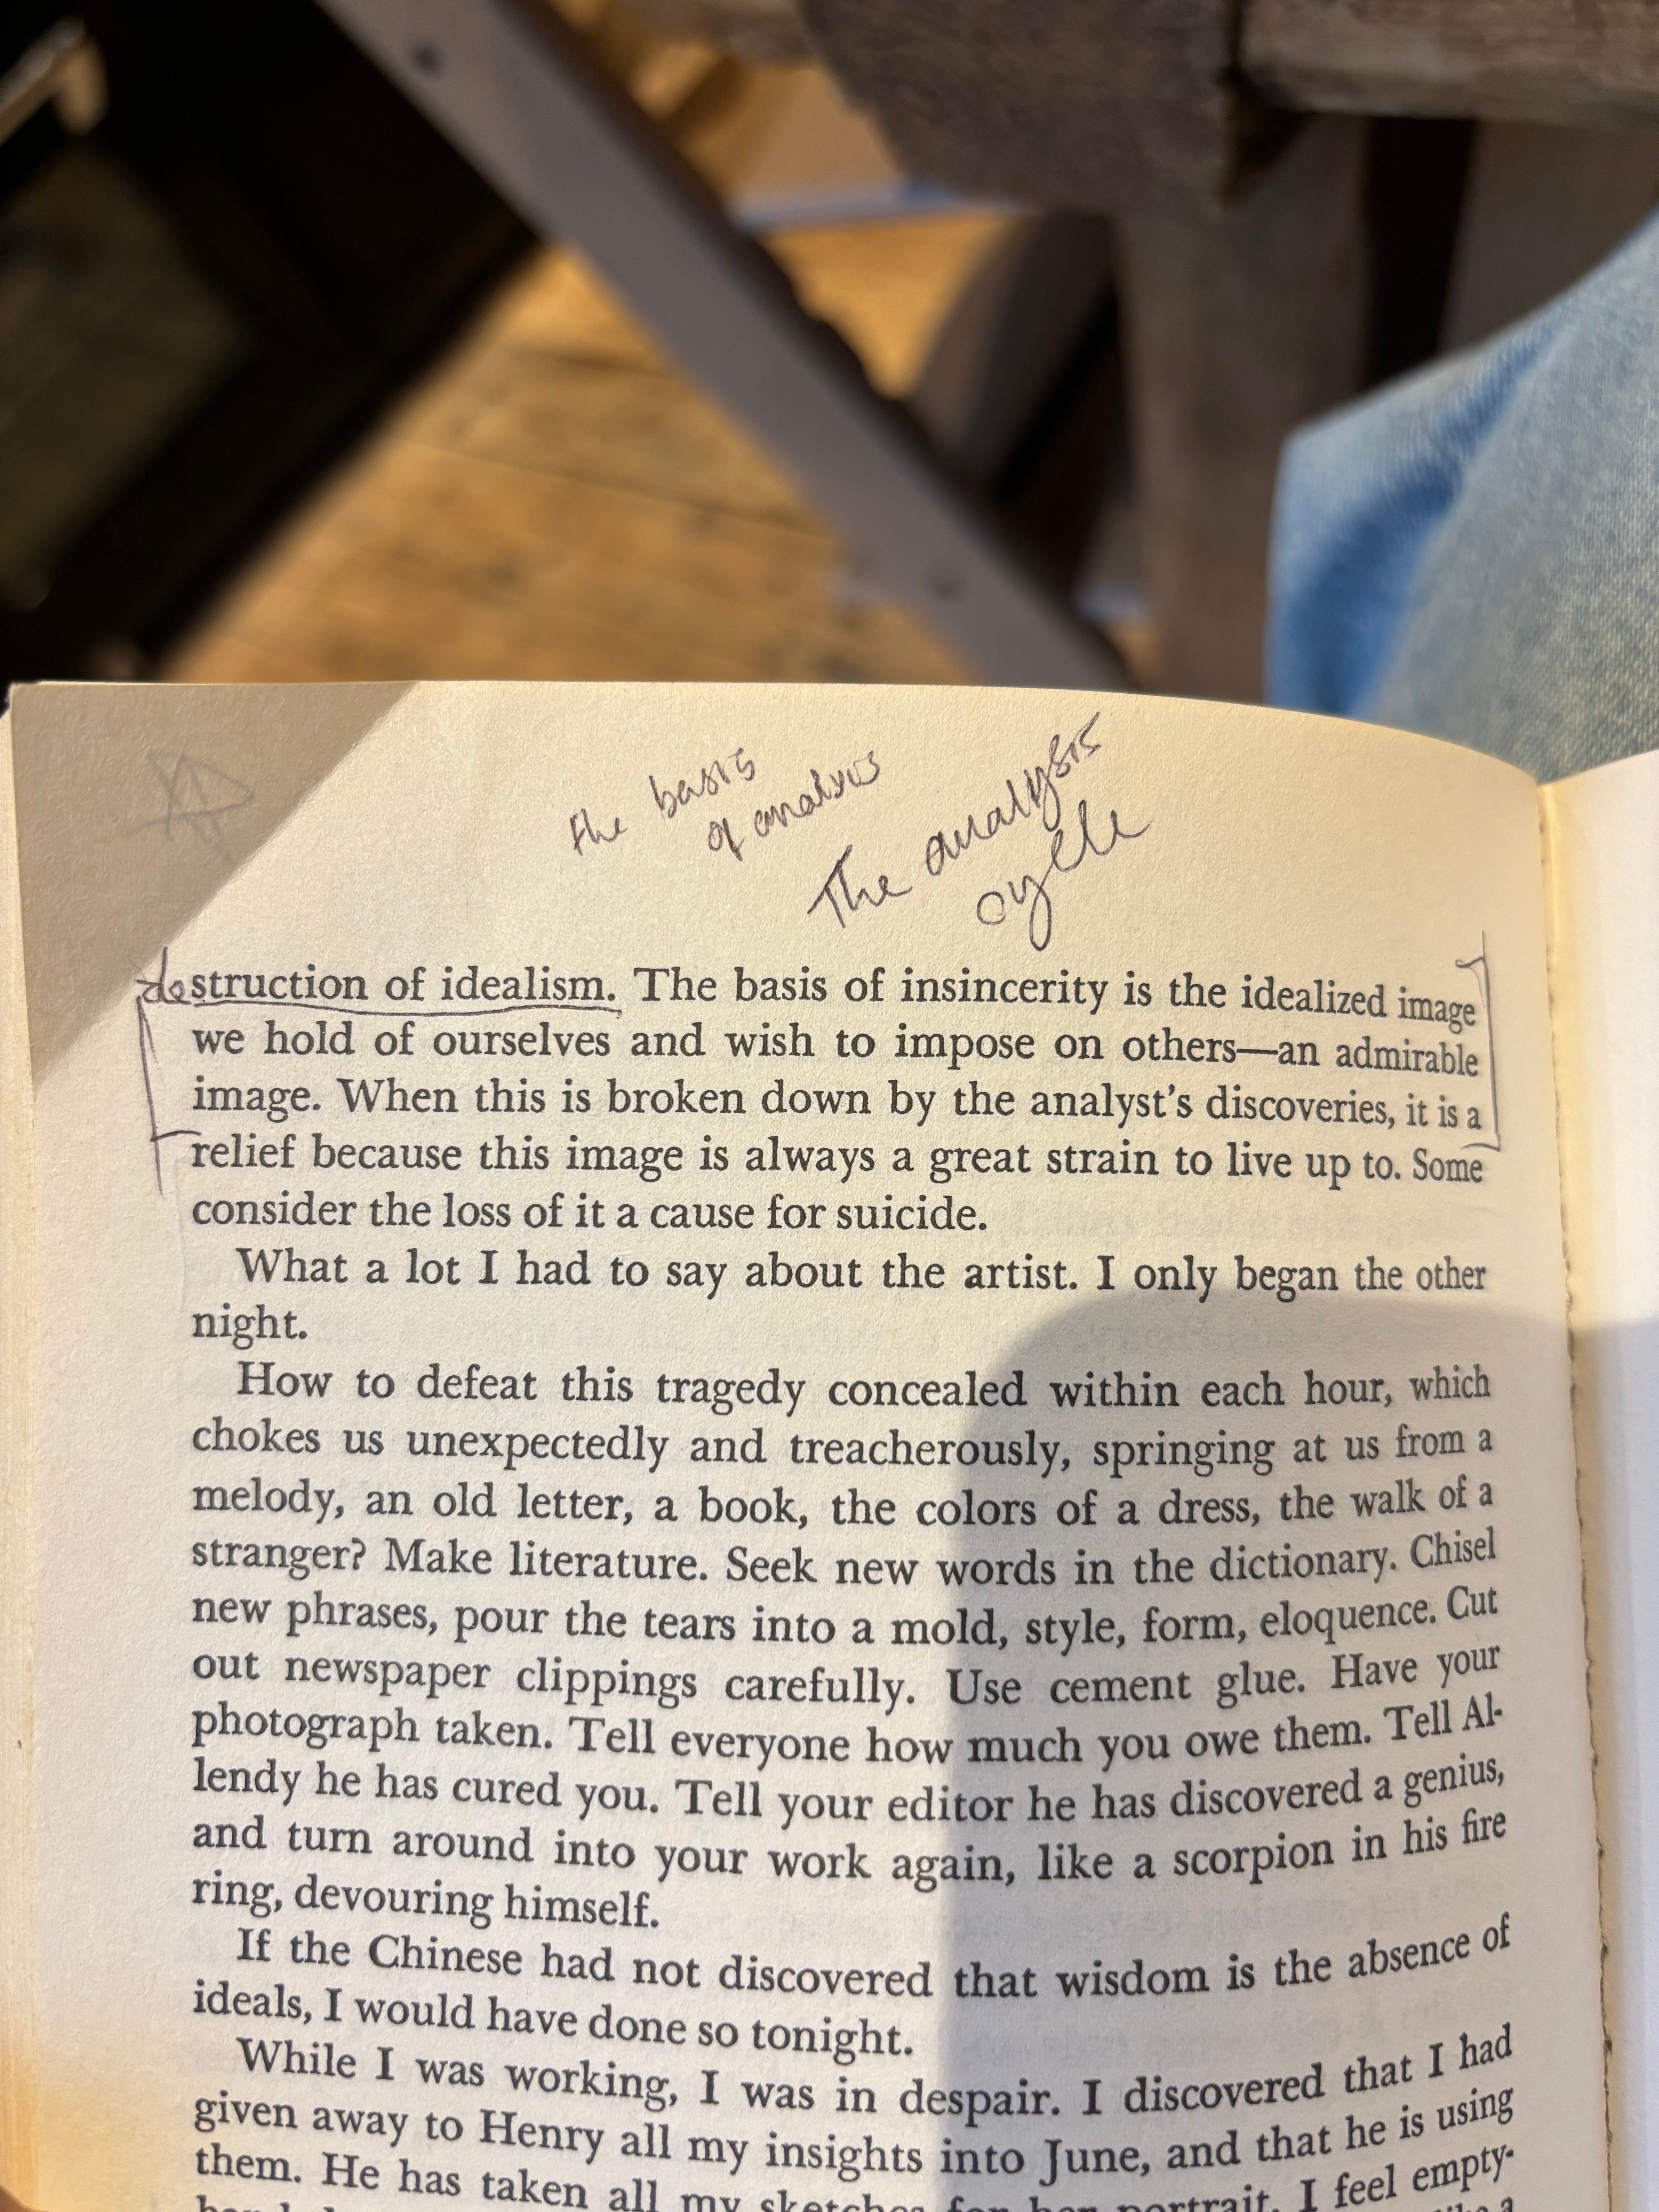 the basis
of analysis
The analysis
cycle
destruction of idealism. The basis of insincerity is the idealized image
we hold of ourselves and wish to impose on others—an admirable
image. When this is broken down by the analyst's discoveries, it is a
relief because this image is always a great strain to live up to. Some
consider the loss of it a cause for suicide.
What a lot I had to say about the artist. I only began the other
night.
How to defeat this tragedy concealed within each hour, which
chokes us unexpectedly and treacherously, springing at us from a
melody, an old letter, a book, the colors of a dress, the walk of a
stranger? Make literature. Seek new words in the dictionary. Chisel
new phrases, pour the tears into a mold, style, form, eloquence. Cut
out newspaper clippings carefully. Use cement glue. Have your
photograph taken. Tell everyone how much you owe them. Tell Al-
lendy he has cured you. Tell your editor he has discovered a genius,
and turn around into your work again, like a scorpion in his fire
ring, devouring himself.
If the Chinese had not discovered that wisdom is the absence of
ideals, I would have done so tonight.
While I was working, I was in despair. I discovered that I had
given away to Henry all my insights into June, and that he is using
them. He has taken all my sketches for her portrait. I feel empty-